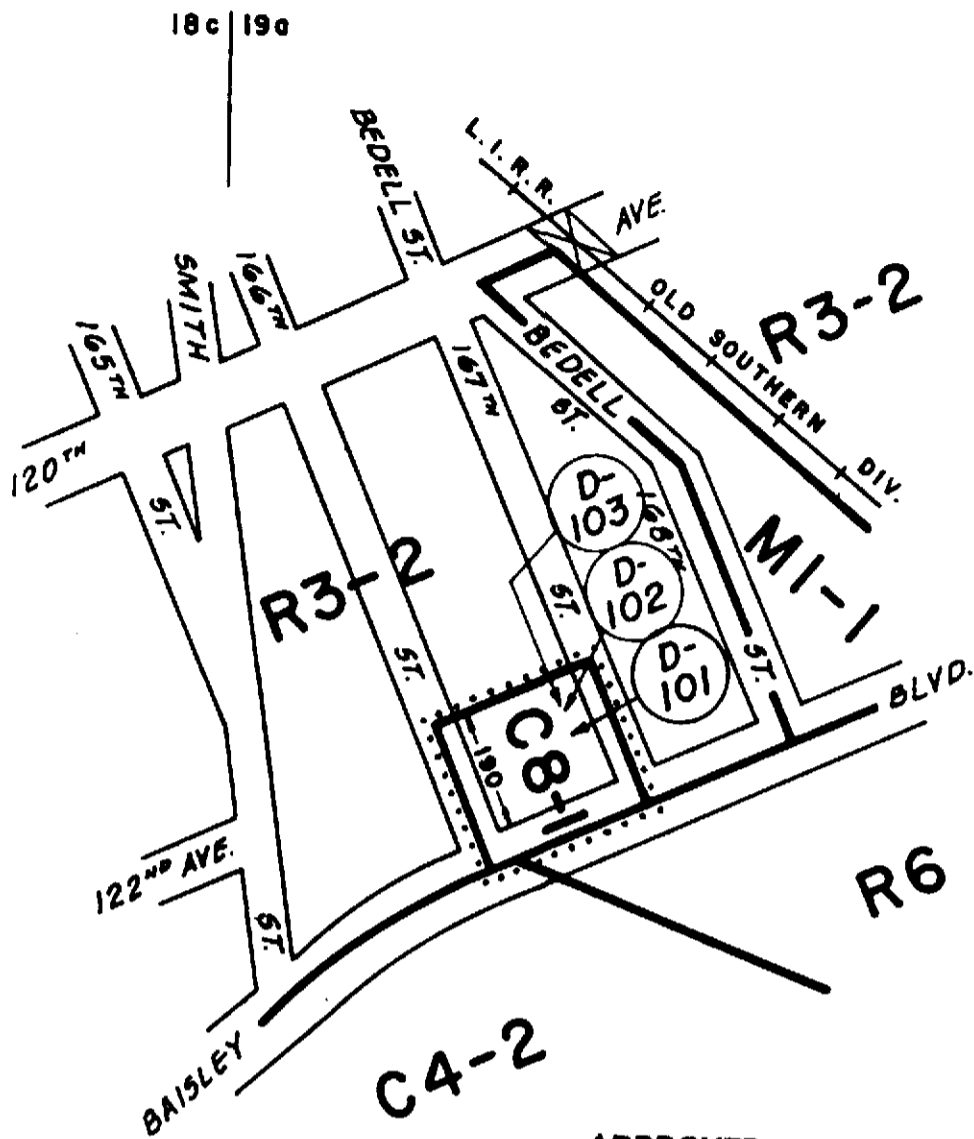 18c | 19a
BEDELL ST.
L.I.R.R.
AVE.
SMITH
166TH
165TH
OLD SOUTHERN DIV.
R3-2
BEDELL
ST.
167TH
120TH
ST.
D-103
168TH
M1-1
R3-2
D-102
ST.
ST.
D-101
ST.
BLVD.
C8-1
190
122ND AVE.
R6
ST.
BAISLEY
C4-2